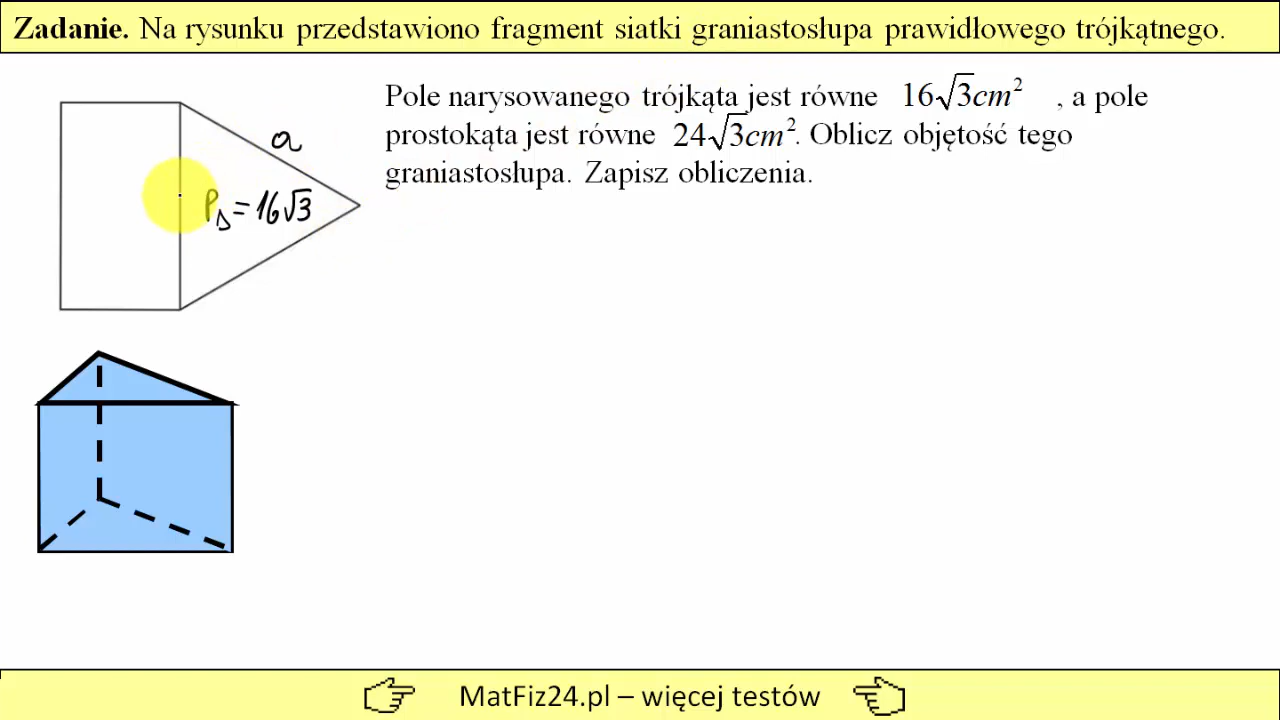 Zadanie. Na rysunku przedstawiono fragment siatki graniastosłupa prawidłowego trójkątnego.
Pole narysowanego trójkąta jest równe 16√3cm² , a pole
prostokąta jest równe 24√3cm². Oblicz objętość tego
graniastosłupa. Zapisz obliczenia.
a
P△=16√3
MatFiz24.pl – więcej testów